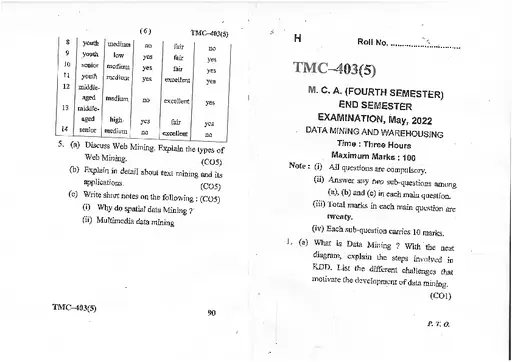 ( 6 ) TMC-403(5)
8 youth medium no fair no
9 youth low yes fair yes
10 senior medium yes fair yes
11 youth medium yes excellent yes
12 middle-
aged medium no excellent yes
13 middle-
aged high yes fair yes
14 senior medium no excellent no
5. (a) Discuss Web Mining. Explain the types of
Web Mining. (CO5)
(b) Explain in detail about text mining and its
applications. (CO5)
(c) Write short notes on the following : (CO5)
(i) Why do spatial data Mining ?
(ii) Multimedia data mining
TMC-403(5) 90
H Roll No. ........................
TMC-403(5)
M. C. A. (FOURTH SEMESTER)
END SEMESTER
EXAMINATION, May, 2022
DATA MINING AND WAREHOUSING
Time : Three Hours
Maximum Marks : 100
Note : (i) All questions are compulsory.
(ii) Answer any two sub-questions among
(a), (b) and (c) in each main question.
(iii) Total marks in each main question are
twenty.
(iv) Each sub-question carries 10 marks.
1. (a) What is Data Mining ? With the neat
diagram, explain the steps involved in
KDD. List the different challenges that
motivate the development of data mining.
(CO1)
P. T. O.